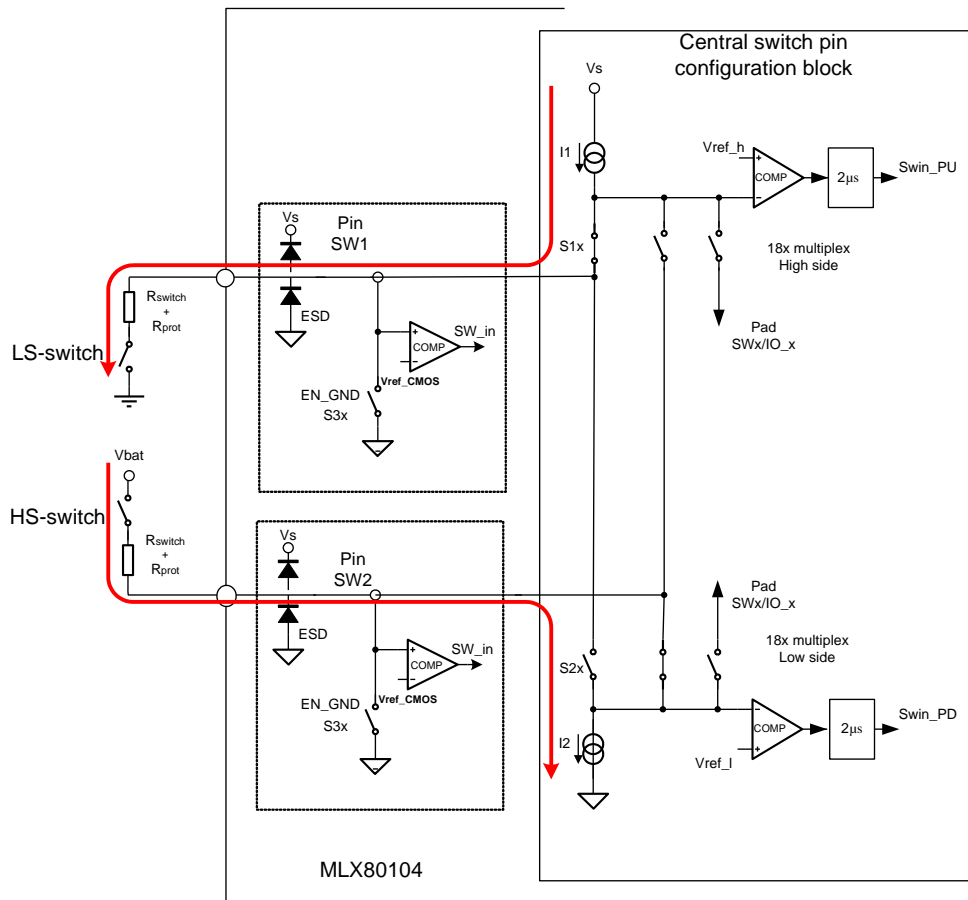 Central switch pin
configuration block
Vs
I1
Vref_h
+
COMP
−
2µs
Swin_PU
S1x
18x multiplex
High side
Pad
SWx/IO_x
Vs
Pin
SW1
ESD
+
COMP
−
SW_in
Vref_CMOS
EN_GND
S3x
Rswitch
+
Rprot
LS-switch
Vbat
HS-switch
Rswitch
+
Rprot
Vs
Pin
SW2
ESD
+
COMP
−
SW_in
Vref_CMOS
EN_GND
S3x
Pad
SWx/IO_x
18x multiplex
Low side
S2x
I2
−
COMP
+
Vref_l
2µs
Swin_PD
MLX80104